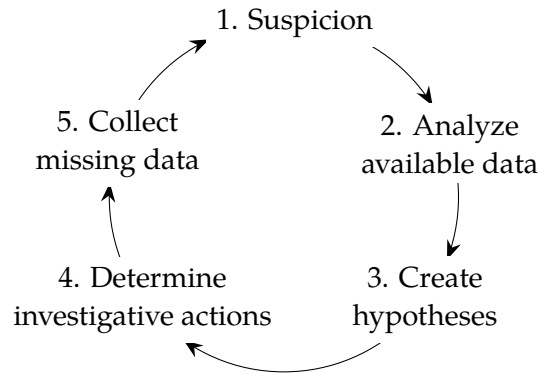 1. Suspicion
2. Analyze
available data
3. Create
hypotheses
4. Determine
investigative actions
5. Collect
missing data